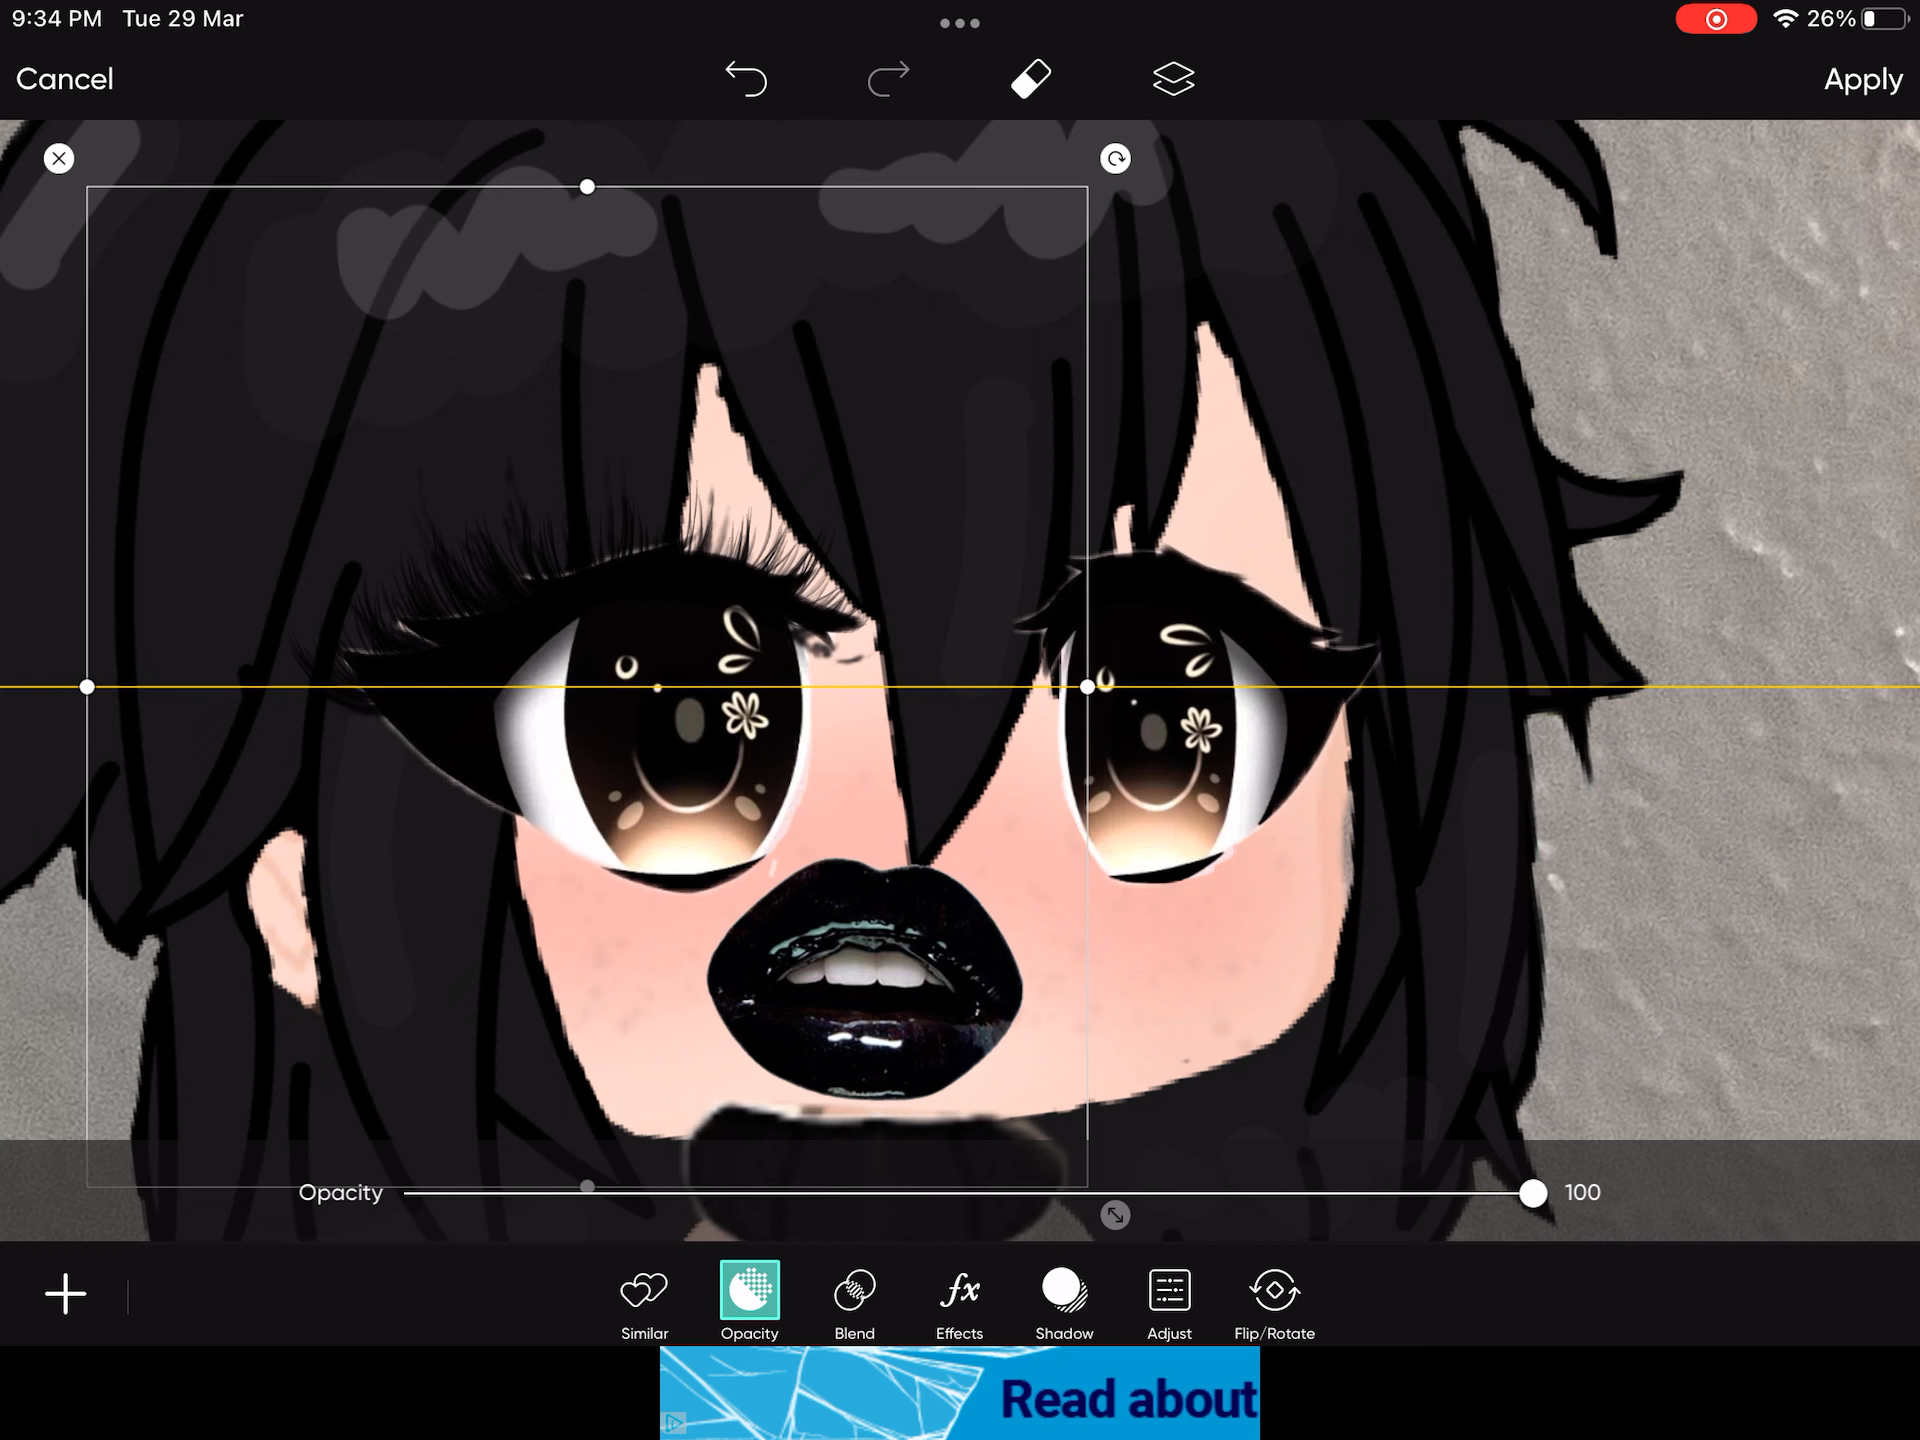 9:34 PM Tue 29 Mar
26%
Cancel
Apply
Opacity
100
Similar
Opacity
Blend
fx
Effects
Shadow
Adjust
Flip/Rotate
Read about